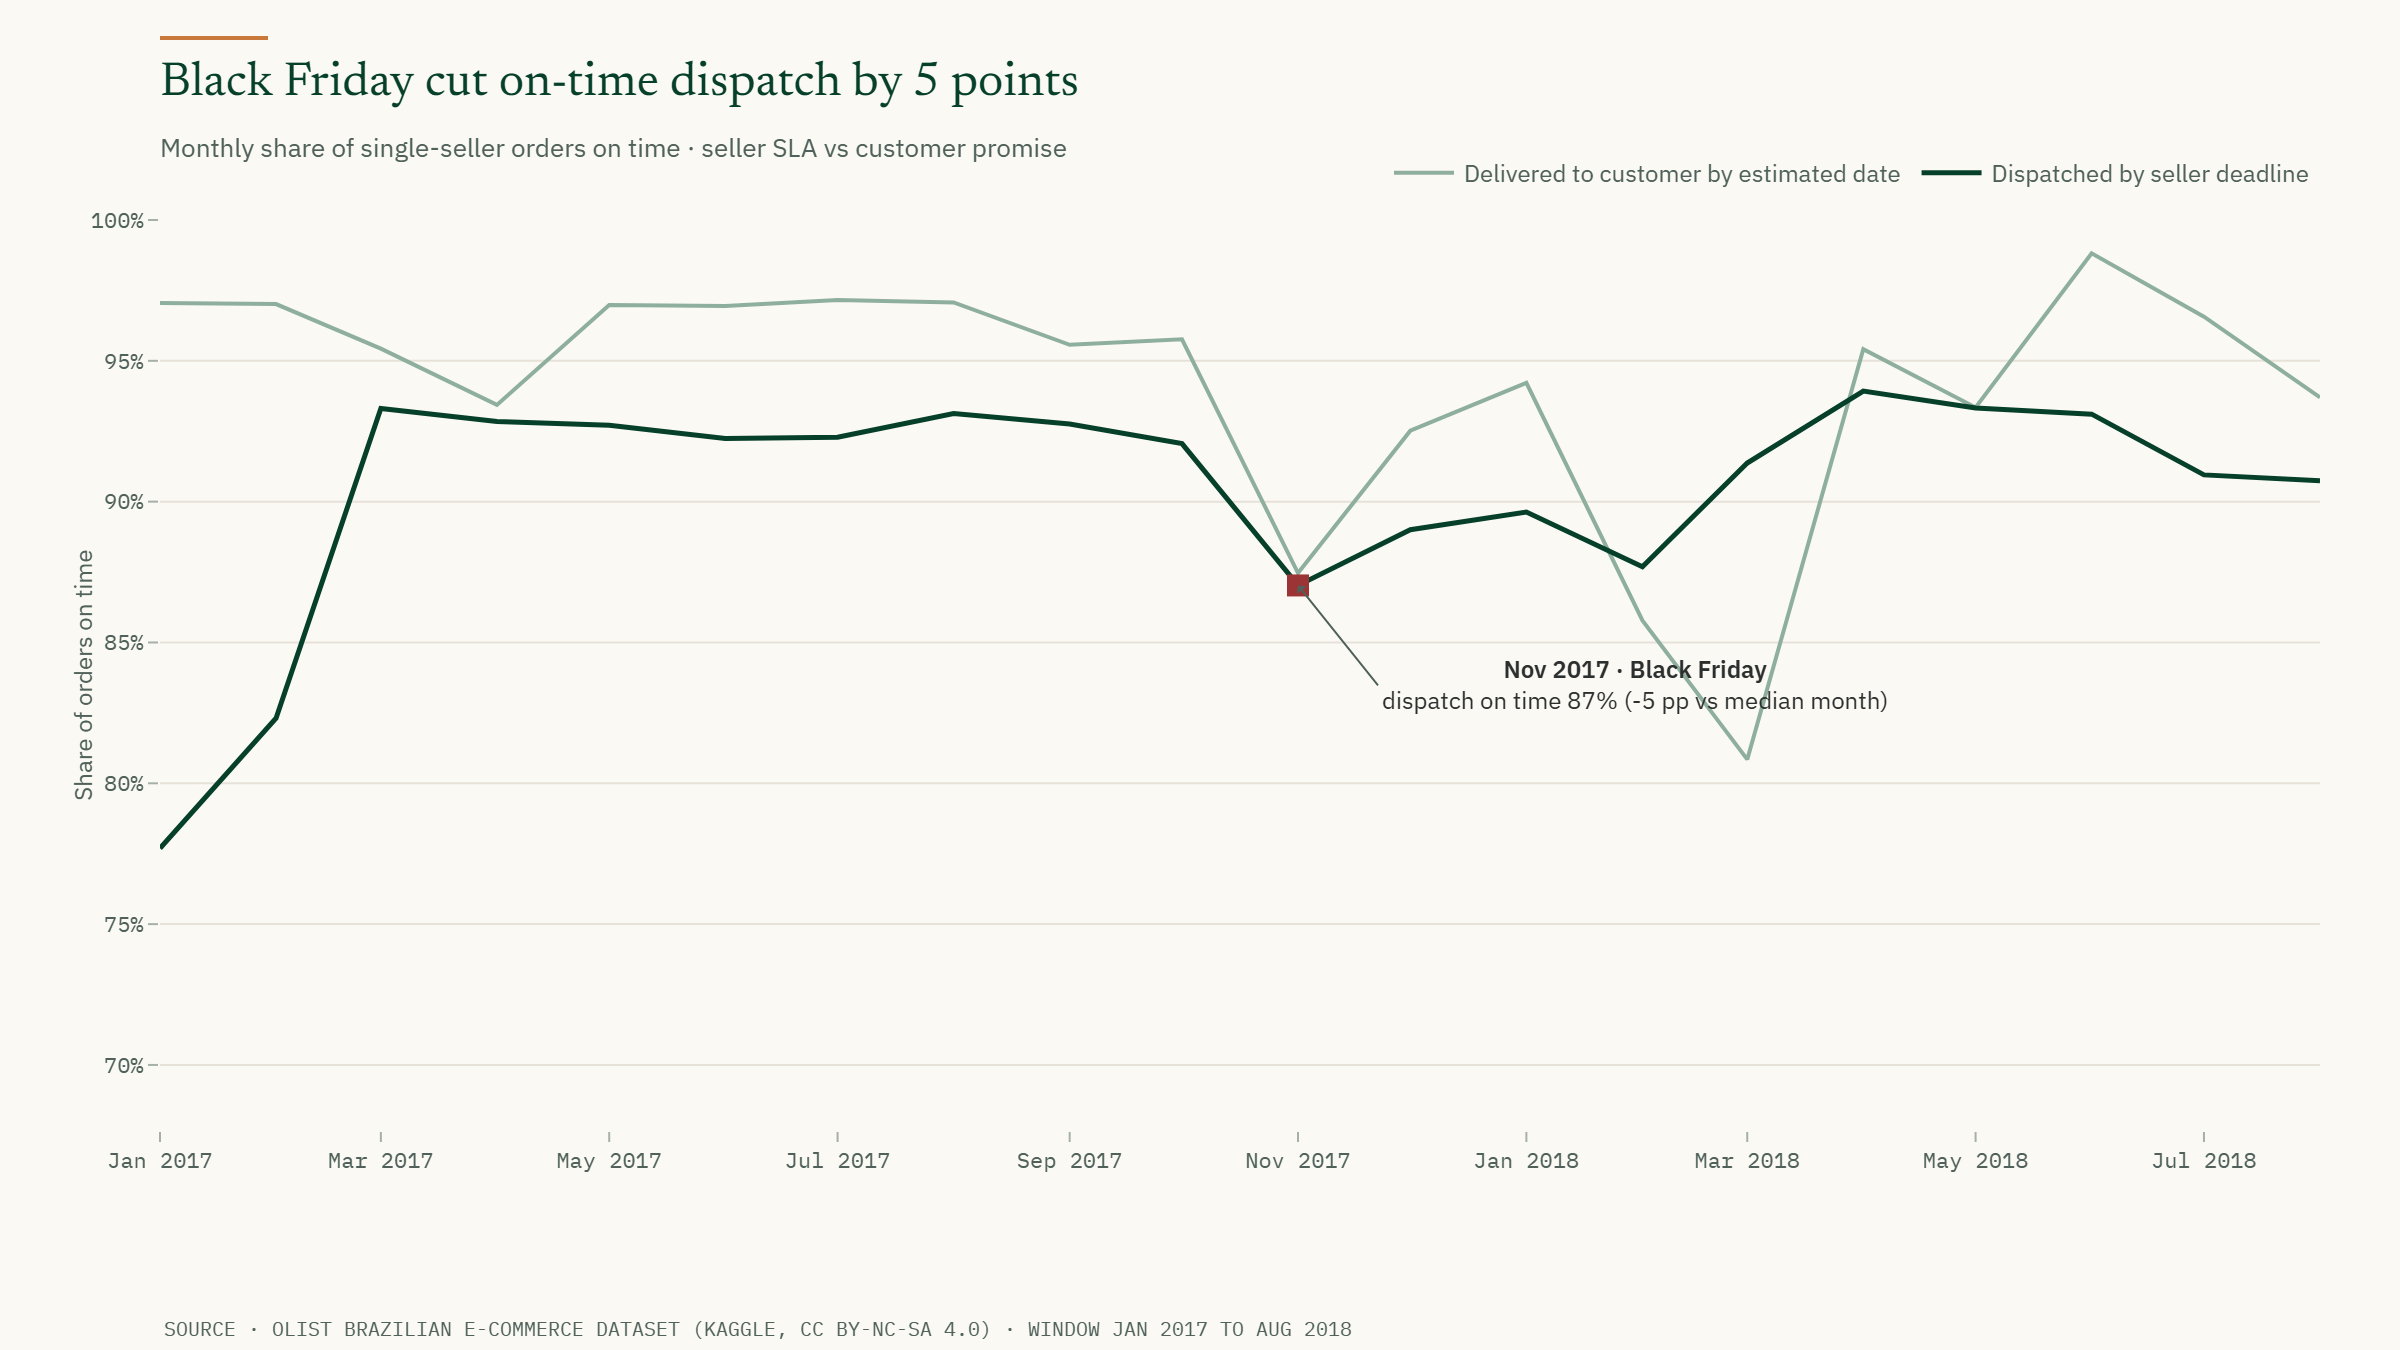 Black Friday cut on-time dispatch by 5 points
Monthly share of single-seller orders on time · seller SLA vs customer promise
Delivered to customer by estimated date
Dispatched by seller deadline
100%
95%
90%
85%
80%
75%
70%
Share of orders on time
Nov 2017 · Black Friday
dispatch on time 87% (-5 pp vs median month)
Jan 2017
Mar 2017
May 2017
Jul 2017
Sep 2017
Nov 2017
Jan 2018
Mar 2018
May 2018
Jul 2018
SOURCE · OLIST BRAZILIAN E-COMMERCE DATASET (KAGGLE, CC BY-NC-SA 4.0) · WINDOW JAN 2017 TO AUG 2018